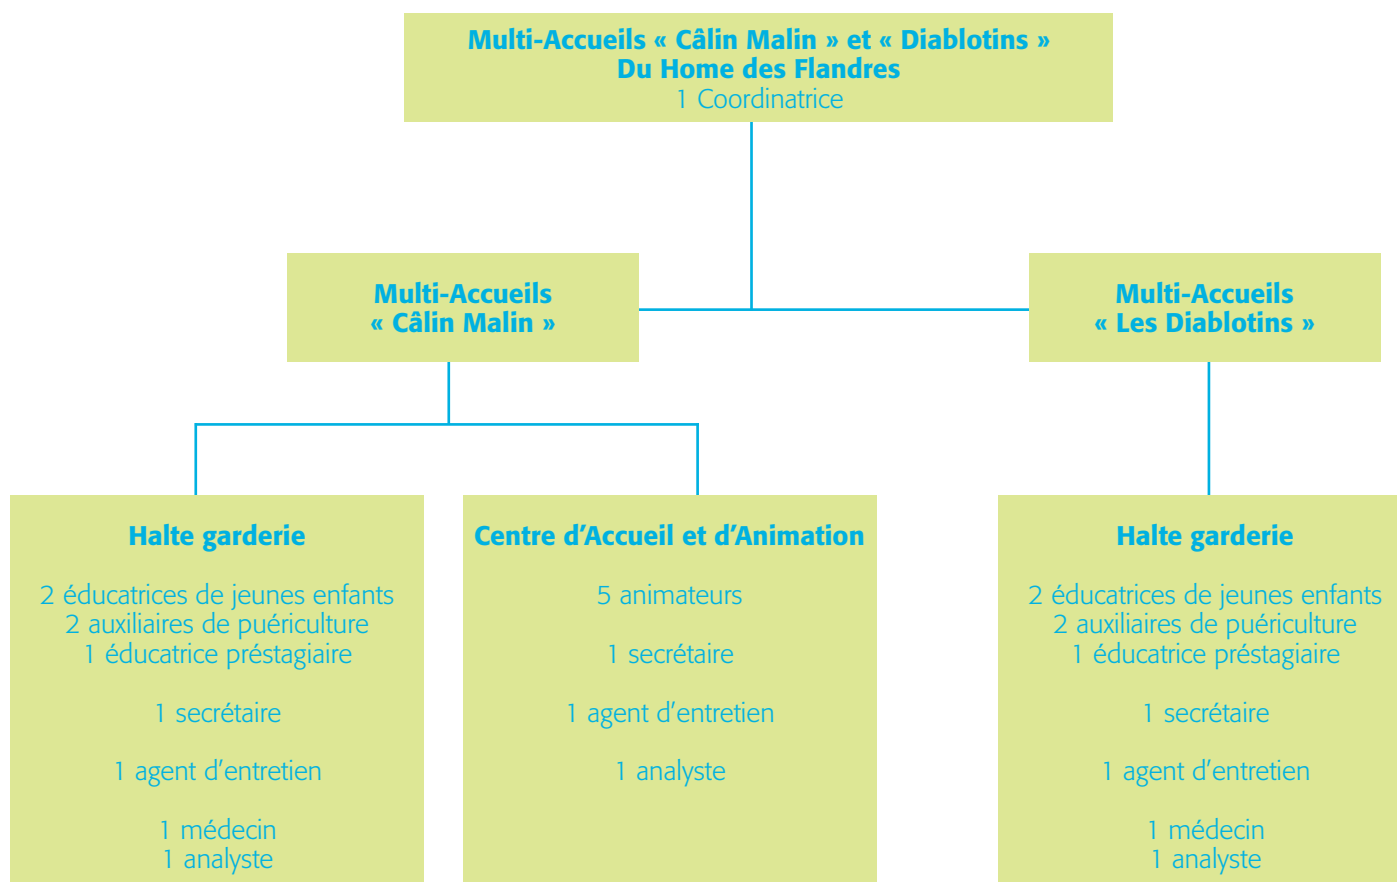 Multi-Accueils « Câlin Malin » et « Diablotins »
Du Home des Flandres
1 Coordinatrice
Multi-Accueils
« Câlin Malin »
Multi-Accueils
« Les Diablotins »
Halte garderie
2 éducatrices de jeunes enfants
2 auxiliaires de puériculture
1 éducatrice préstagiaire
1 secrétaire
1 agent d’entretien
1 médecin
1 analyste
Centre d’Accueil et d’Animation
5 animateurs
1 secrétaire
1 agent d’entretien
1 analyste
Halte garderie
2 éducatrices de jeunes enfants
2 auxiliaires de puériculture
1 éducatrice préstagiaire
1 secrétaire
1 agent d’entretien
1 médecin
1 analyste